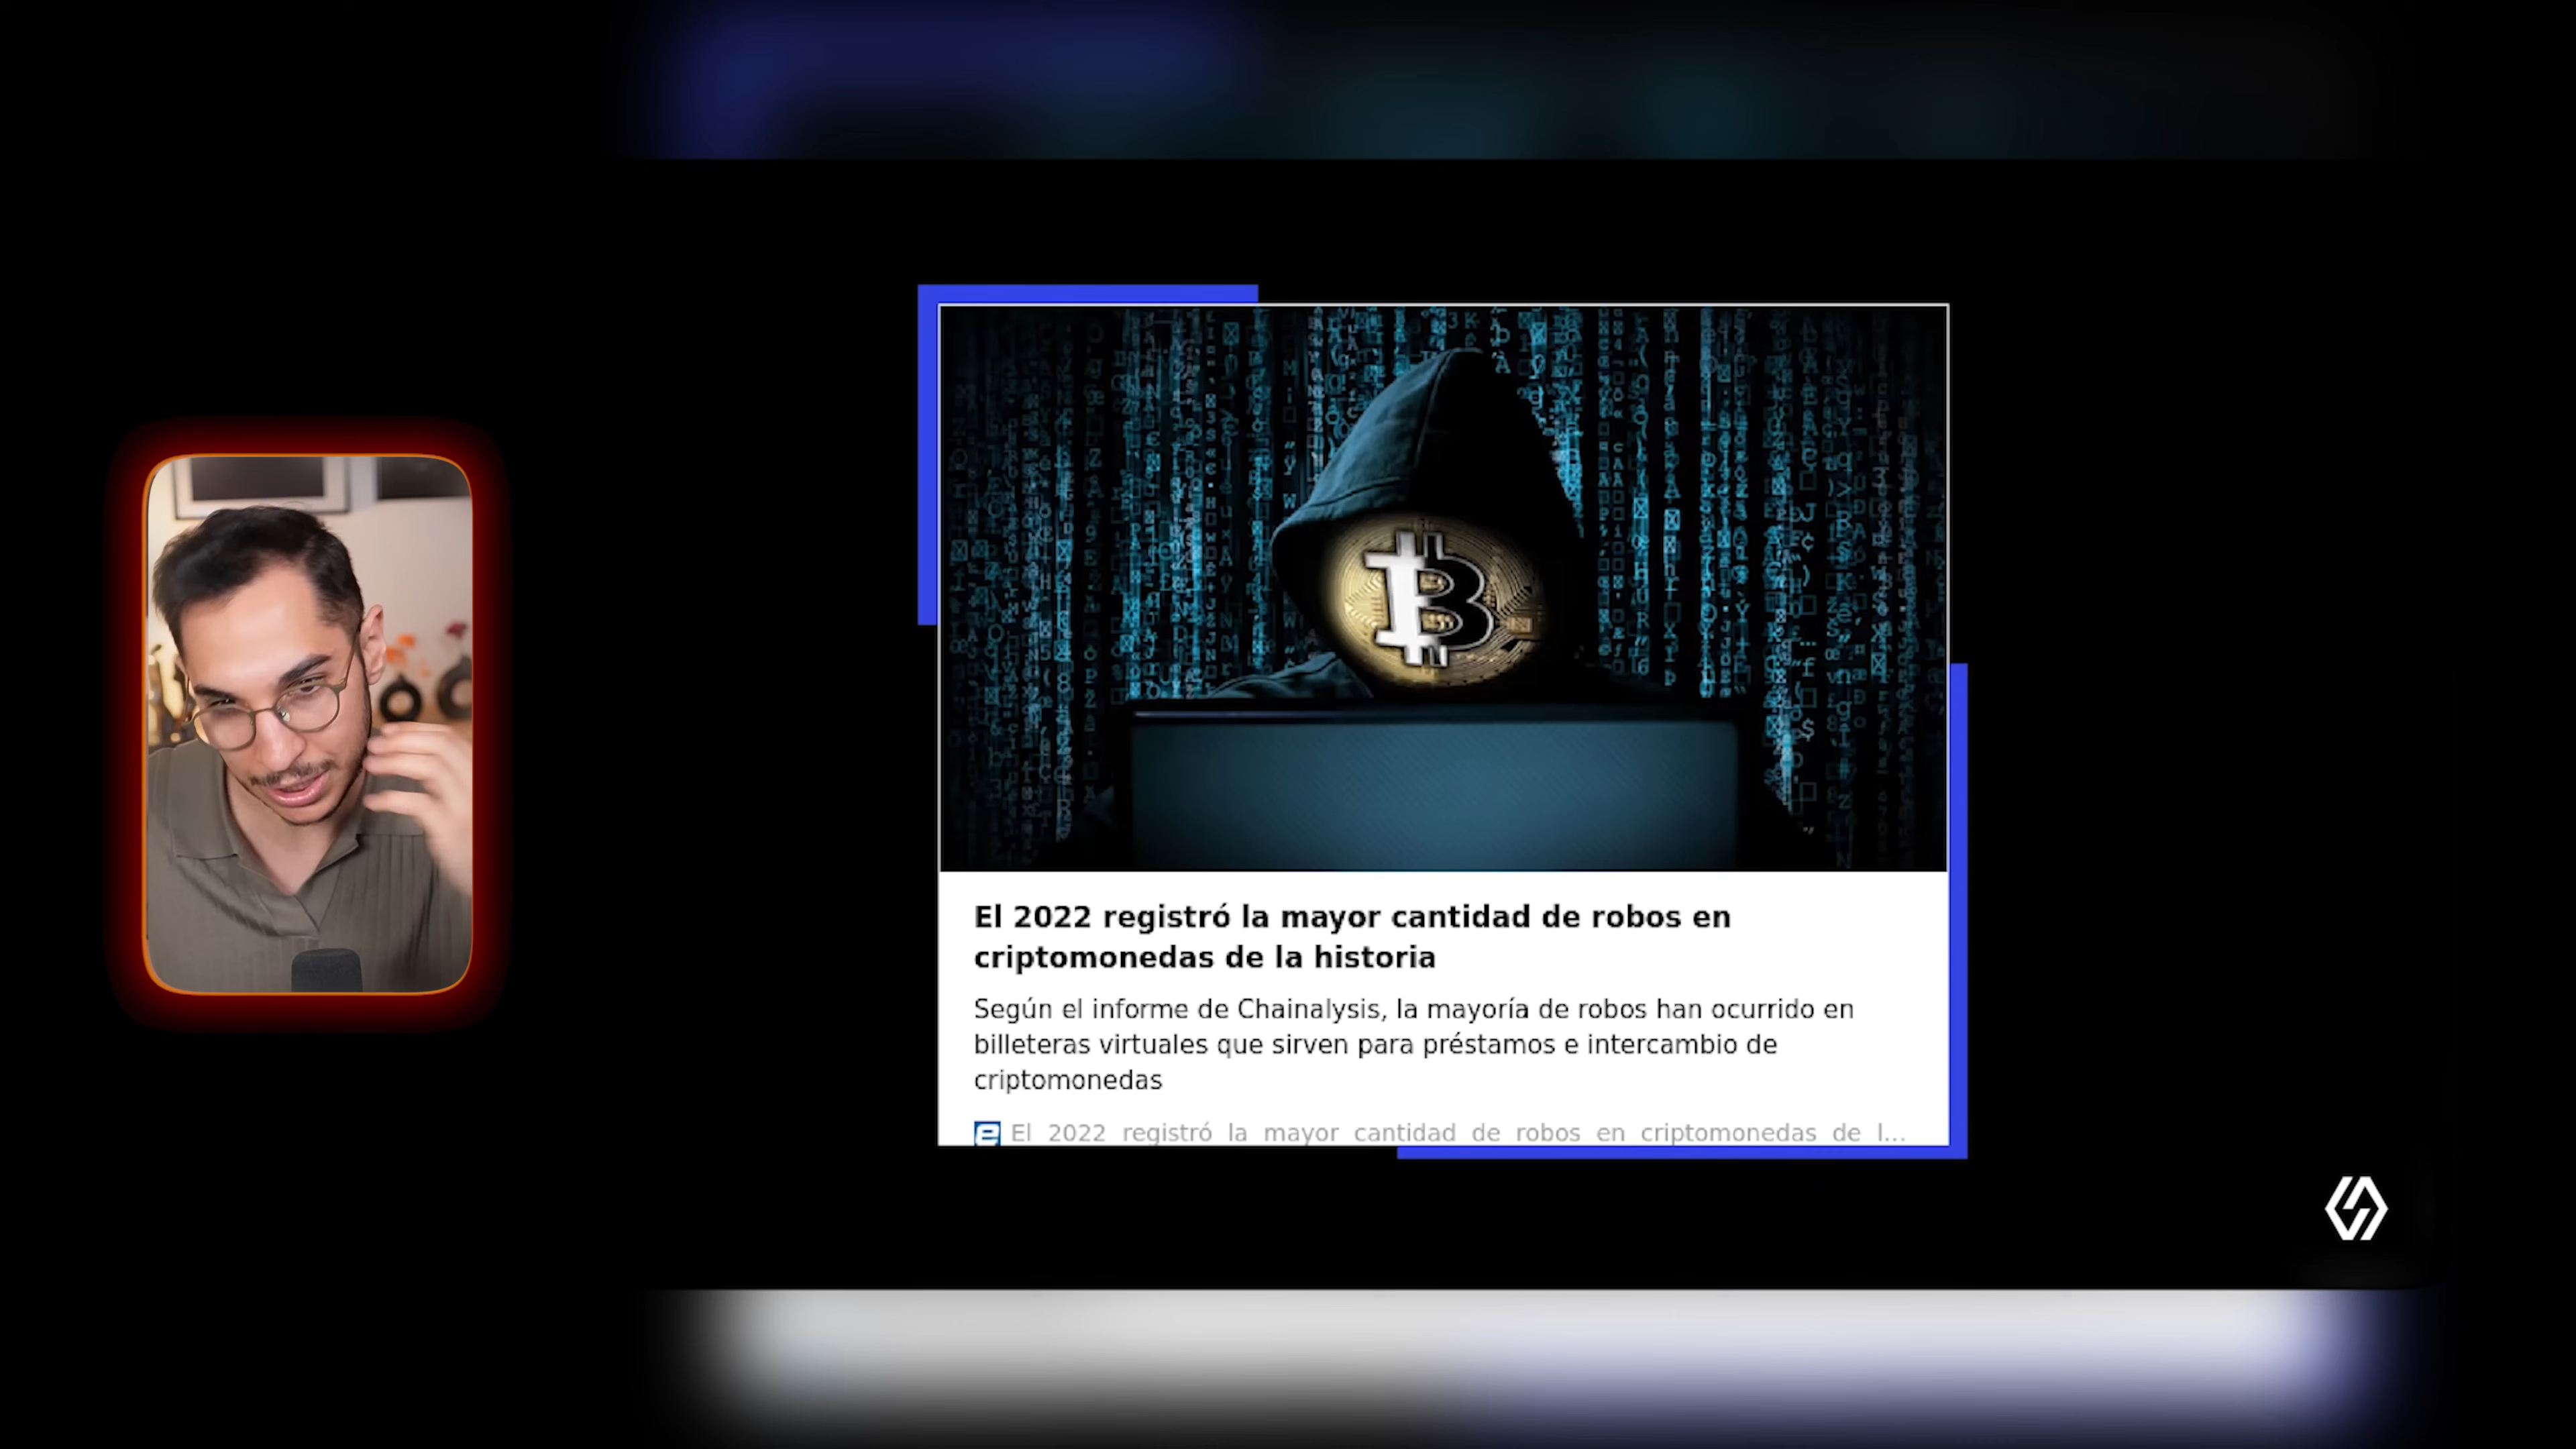 El 2022 registró la mayor cantidad de robos en
criptomonedas de la historia
Según el informe de Chainalysis, la mayoría de robos han ocurrido en
billeteras virtuales que sirven para préstamos e intercambio de
criptomonedas
El 2022 registró la mayor cantidad de robos en criptomonedas de l...